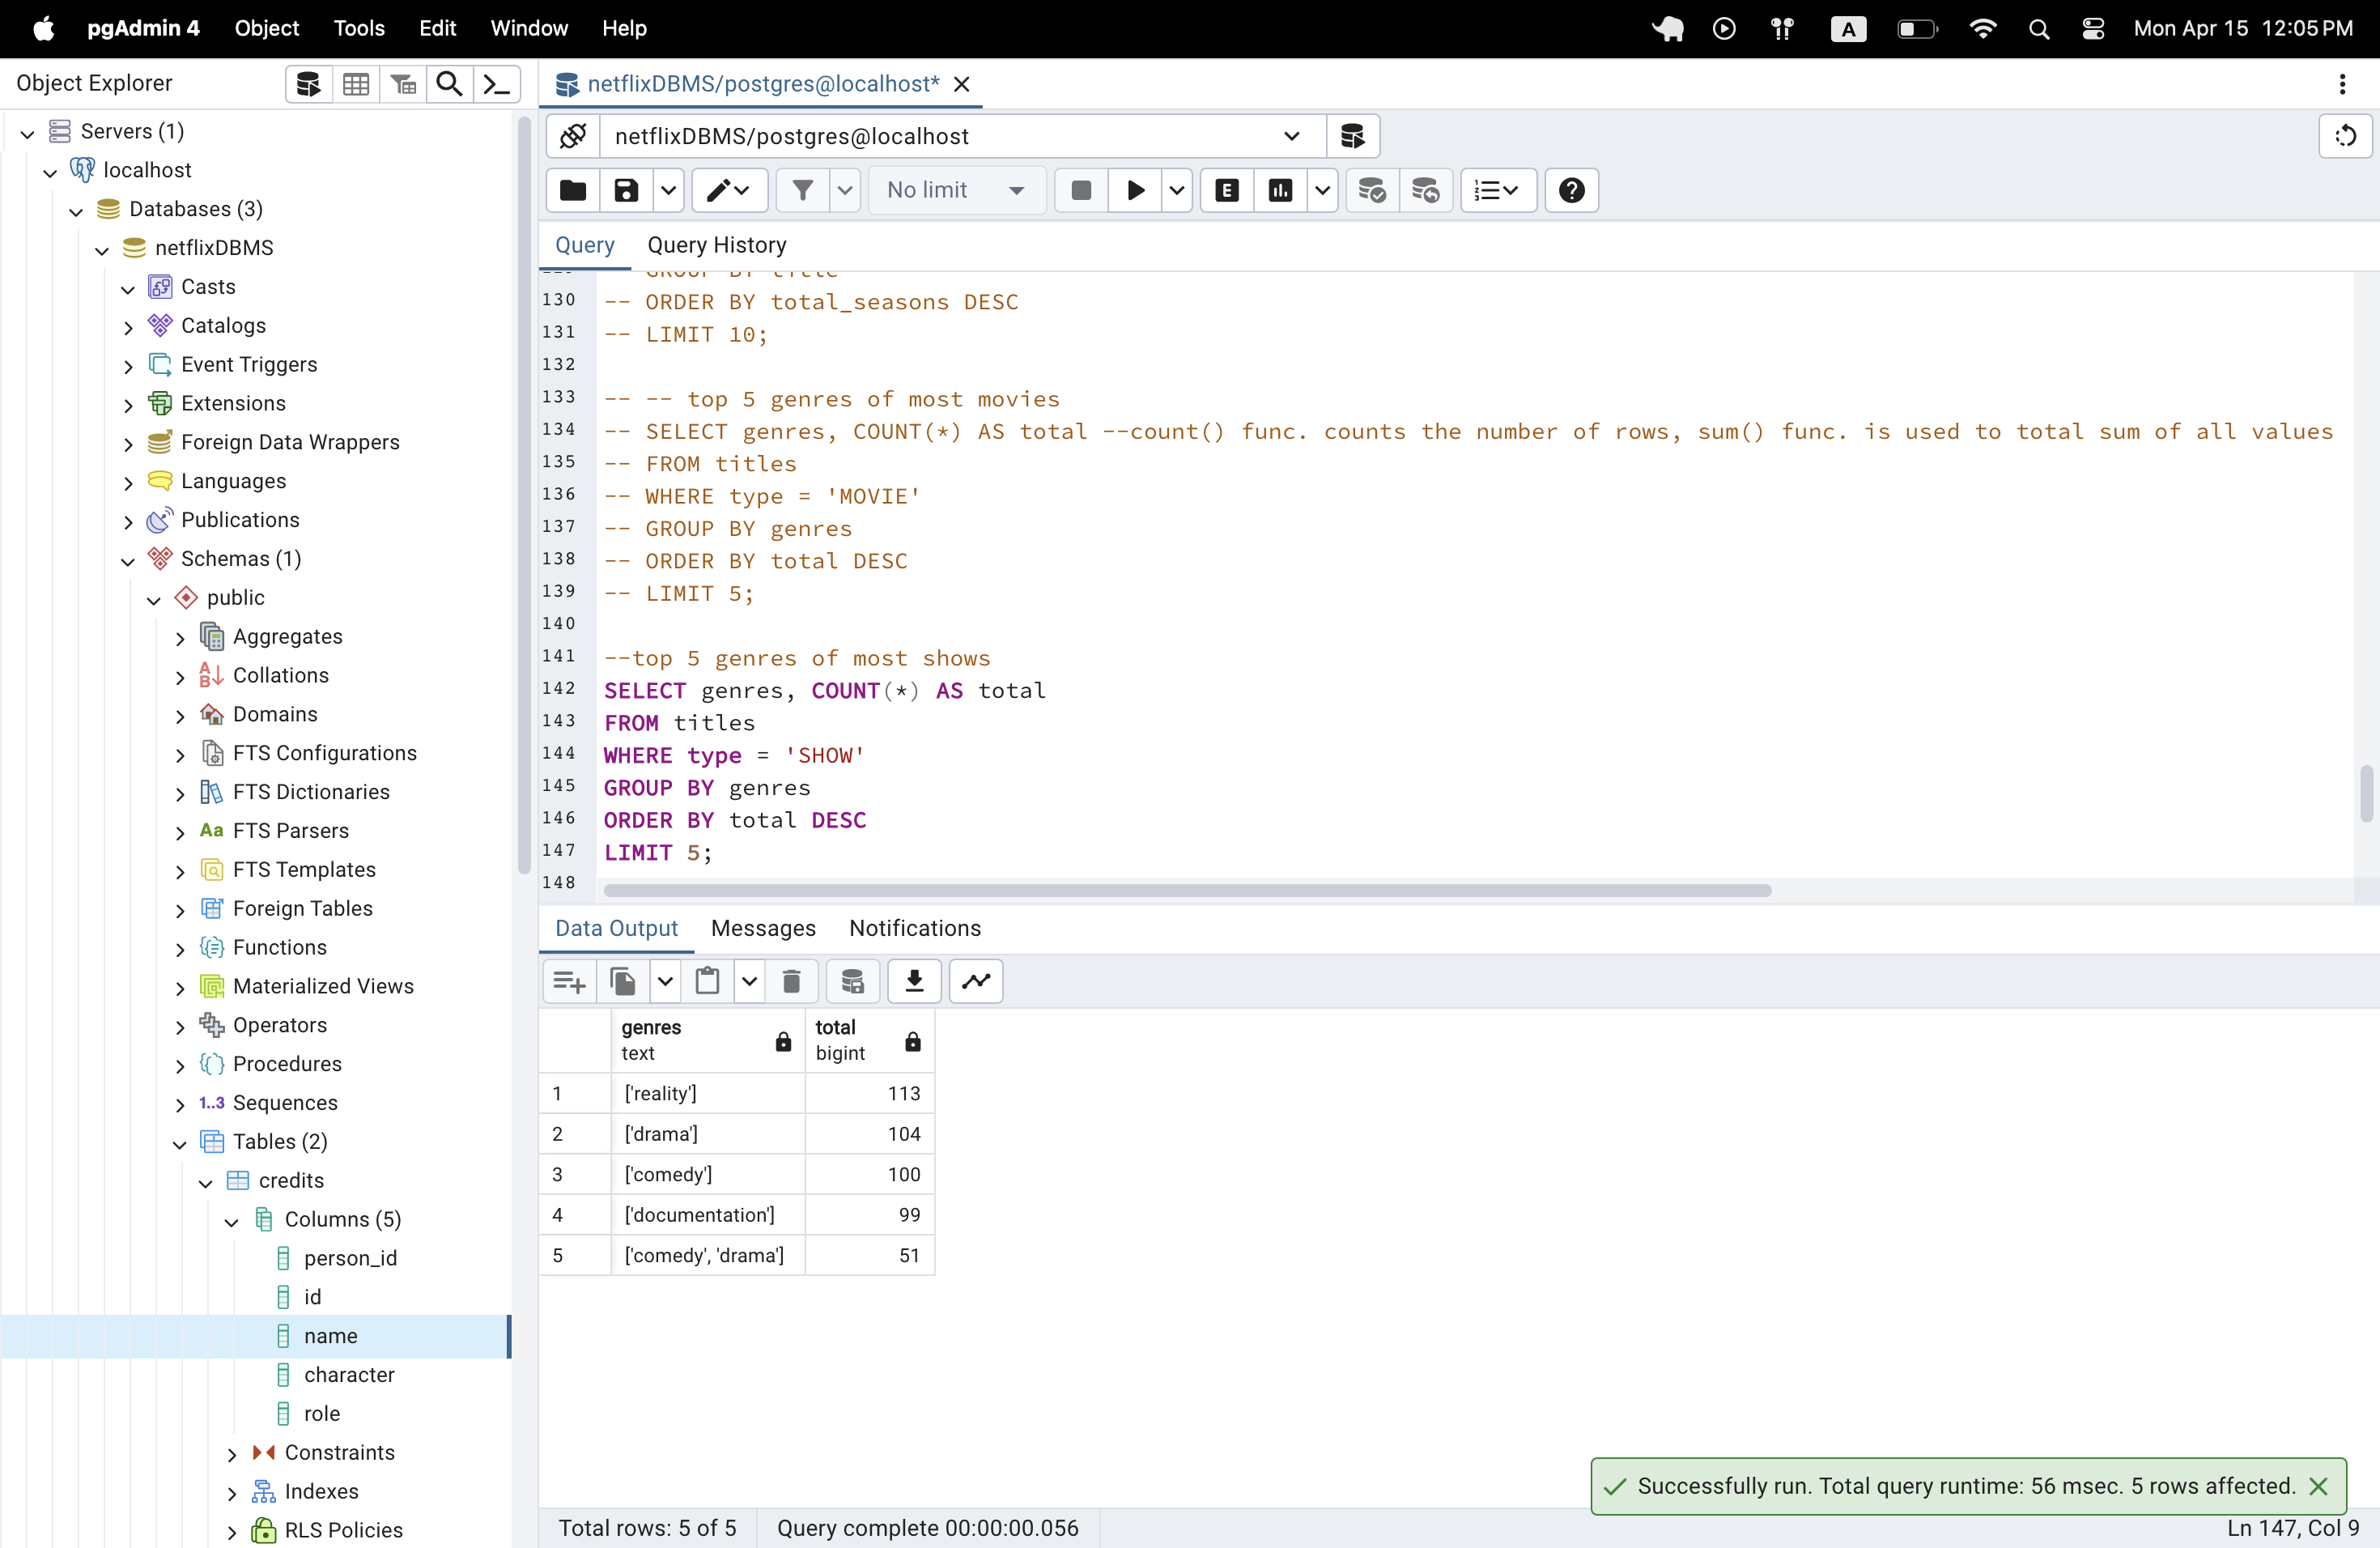 pgAdmin 4 Object Tools Edit Window Help A Mon Apr 15 12:05 PM
Object Explorer
netflixDBMS/postgres@localhost*
Servers (1)
localhost
Databases (3)
netflixDBMS
Casts
Catalogs
Event Triggers
Extensions
Foreign Data Wrappers
Languages
Publications
Schemas (1)
public
Aggregates
Collations
Domains
FTS Configurations
FTS Dictionaries
Aa FTS Parsers
FTS Templates
Foreign Tables
Functions
Materialized Views
Operators
Procedures
1..3 Sequences
Tables (2)
credits
Columns (5)
person_id
id
name
character
role
Constraints
Indexes
RLS Policies
netflixDBMS/postgres@localhost
No limit E
Query Query History
129 -- GROUP BY title
130 -- ORDER BY total_seasons DESC
131 -- LIMIT 10;
132
133 -- -- top 5 genres of most movies
134 -- SELECT genres, COUNT(*) AS total --count() func. counts the number of rows, sum() func. is used to total sum of all values
135 -- FROM titles
136 -- WHERE type = 'MOVIE'
137 -- GROUP BY genres
138 -- ORDER BY total DESC
139 -- LIMIT 5;
140
141 --top 5 genres of most shows
142 SELECT genres, COUNT(*) AS total
143 FROM titles
144 WHERE type = 'SHOW'
145 GROUP BY genres
146 ORDER BY total DESC
147 LIMIT 5;
148
Data Output Messages Notifications
genres total
text bigint
1 ['reality'] 113
2 ['drama'] 104
3 ['comedy'] 100
4 ['documentation'] 99
5 ['comedy', 'drama'] 51
Successfully run. Total query runtime: 56 msec. 5 rows affected.
Total rows: 5 of 5 Query complete 00:00:00.056 Ln 147, Col 9